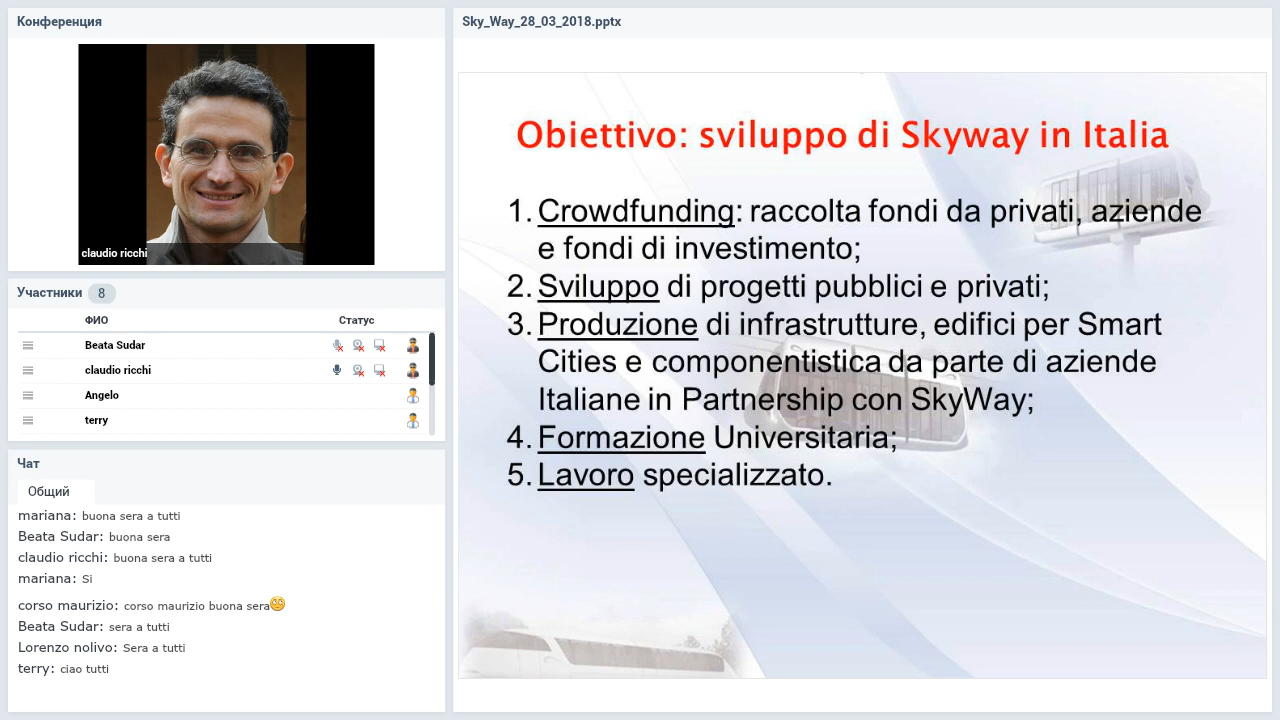 Конференция
claudio ricchi
Участники 8
ФИО Статус
Beata Sudar
claudio ricchi
Angelo
terry
Чат
Общий
mariana: buona sera a tutti
Beata Sudar: buona sera
claudio ricchi: buona sera a tutti
mariana: Si
corso maurizio: corso maurizio buona sera
Beata Sudar: sera a tutti
Lorenzo nolivo: Sera a tutti
terry: ciao tutti
Sky_Way_28_03_2018.pptx
Obiettivo: sviluppo di Skyway in Italia
1. Crowdfunding: raccolta fondi da privati, aziende
e fondi di investimento;
2. Sviluppo di progetti pubblici e privati;
3. Produzione di infrastrutture, edifici per Smart
Cities e componentistica da parte di aziende
Italiane in Partnership con SkyWay;
4. Formazione Universitaria;
5. Lavoro specializzato.